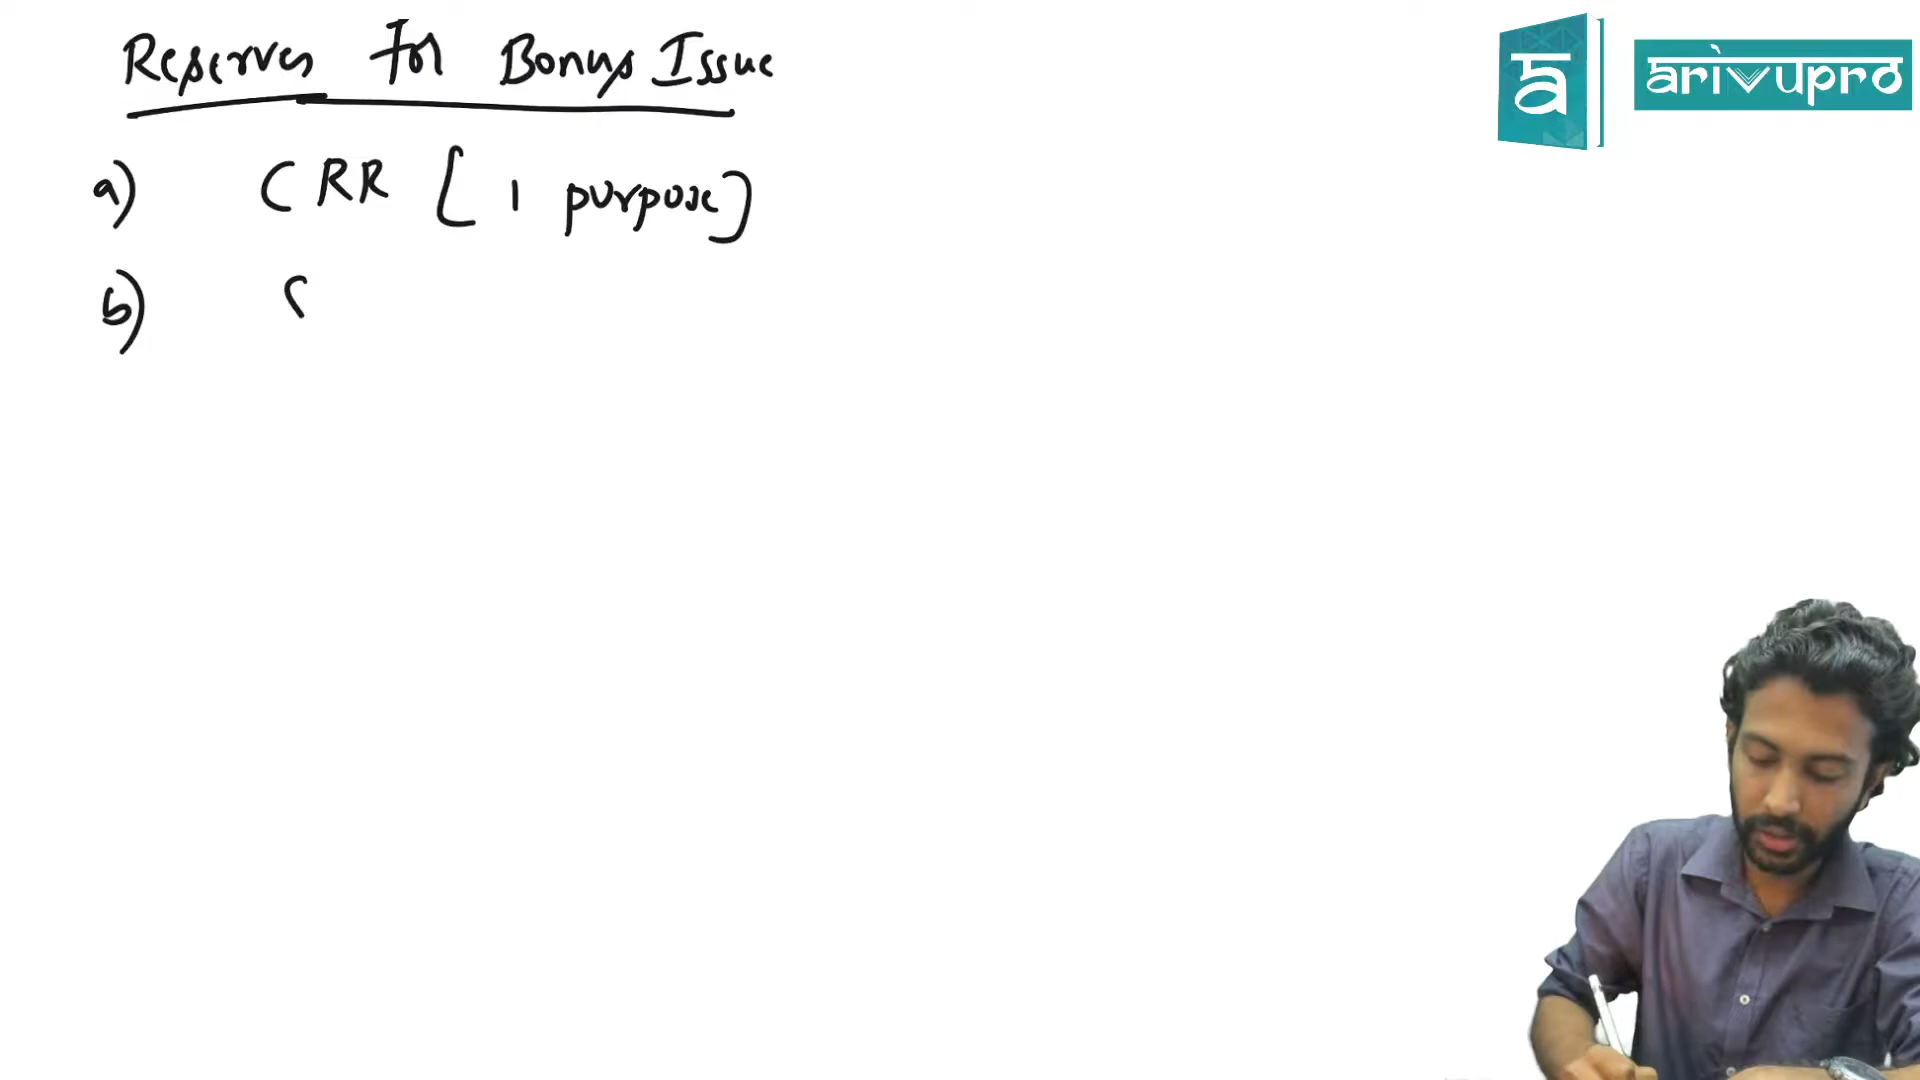 Reserves For Bonus Issue
arivupro
a) CRR [ 1 purpose ]
b)